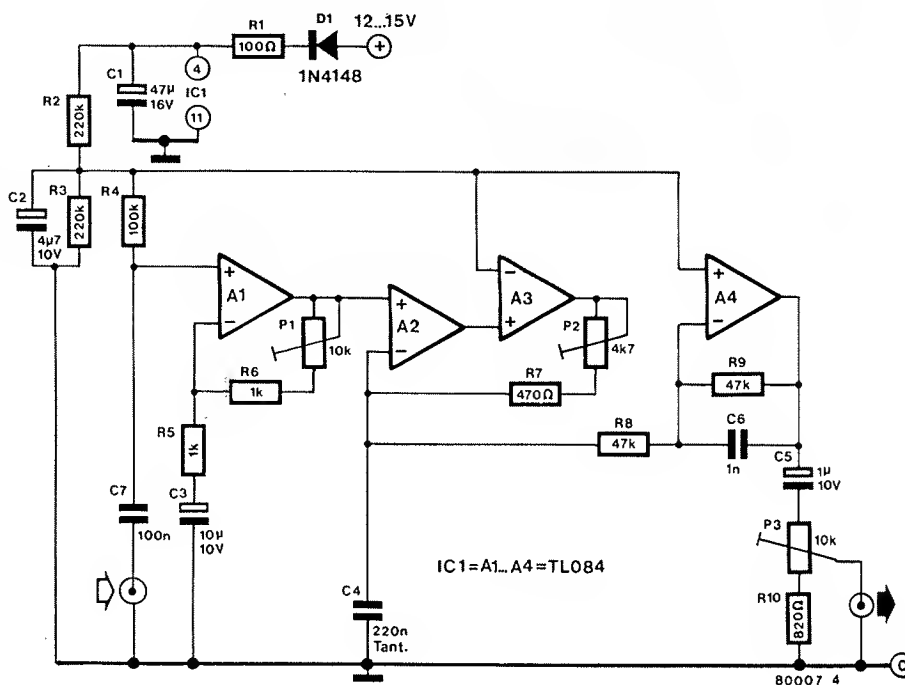 D1
12...15V
R1
100Ω
+
1N4148
4
C1
47µ
16V
IC1
11
R2
220k
C2
4µ7
10V
R3
220k
R4
100k
+
A1
−
P1
10k
R6
1k
R5
1k
C3
10µ
10V
C7
100n
+
A2
−
−
A3
+
P2
4k7
R7
470Ω
+
A4
−
R9
47k
R8
47k
C6
1n
C5
1µ
10V
P3
10k
R10
820Ω
C4
220n
Tant.
IC1=A1...A4=TL084
80007 4
0